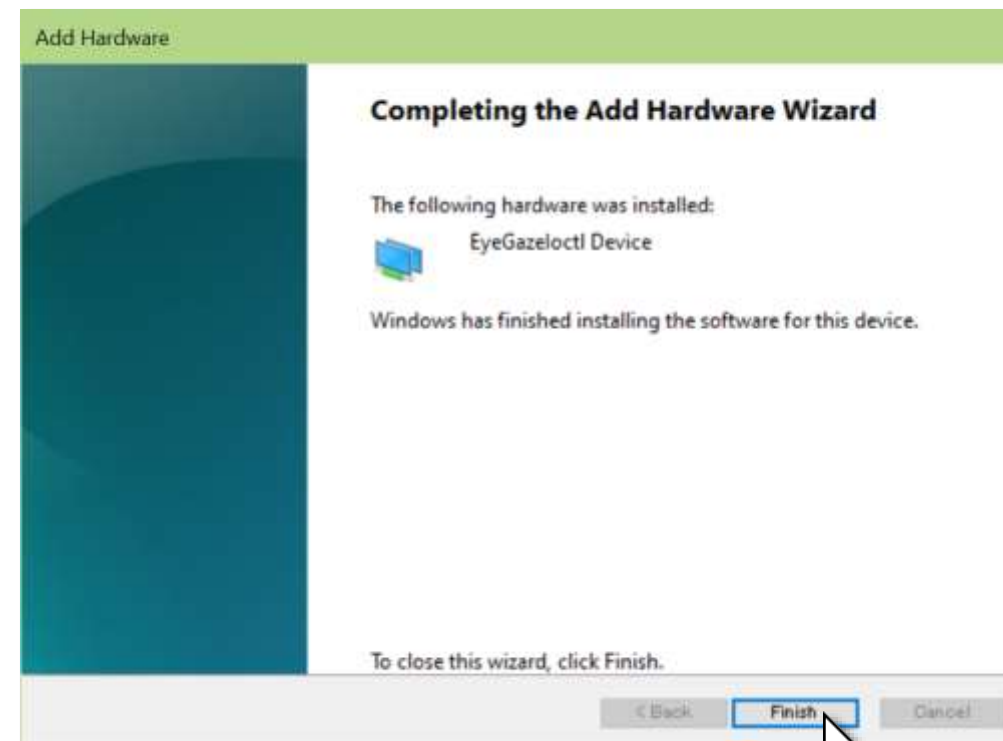 Add Hardware
Completing the Add Hardware Wizard
The following hardware was installed:
EyeGazeIoctl Device
Windows has finished installing the software for this device.
To close this wizard, click Finish.
< Back Finish Cancel